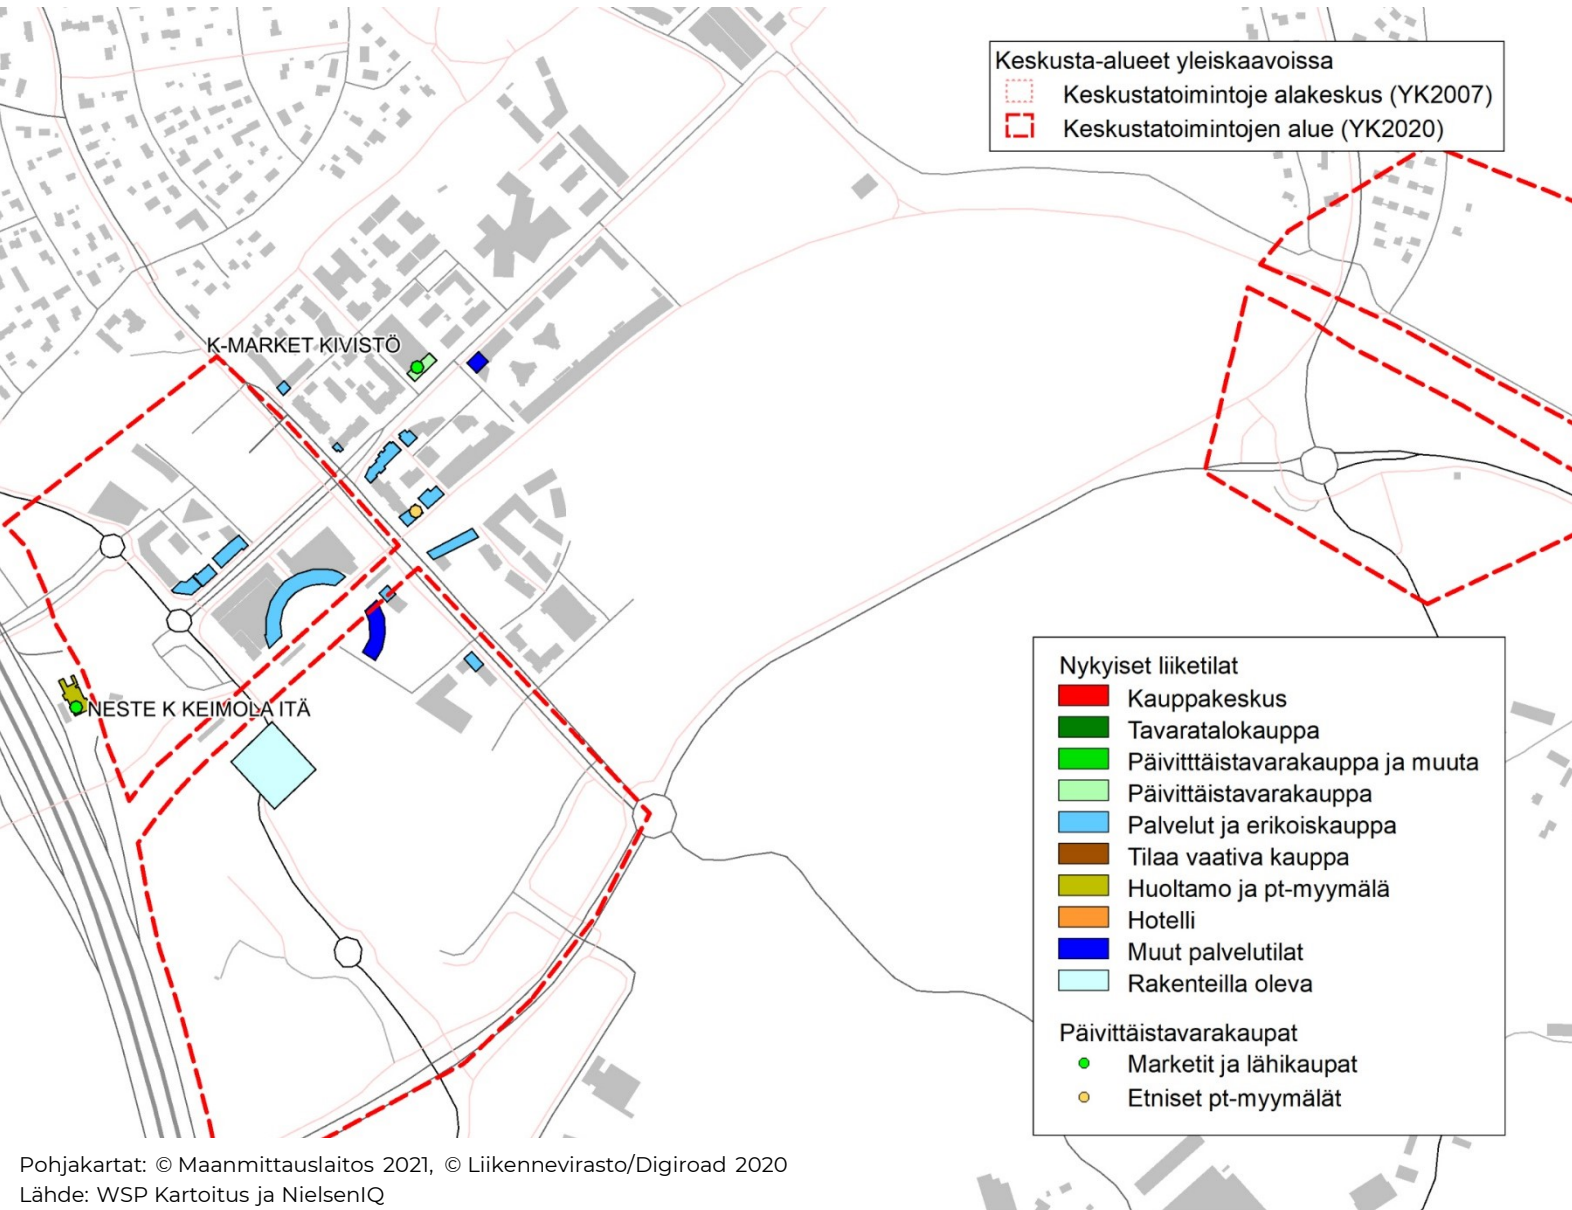 Keskusta-alueet yleiskaavoissa
Keskustatoimintoje alakeskus (YK2007)
Keskustatoimintojen alue (YK2020)
K-MARKET KIVISTÖ
NESTE K KEIMOLA ITÄ
Nykyiset liiketilat
Kauppakeskus
Tavaratalokauppa
Päivitttäistavarakauppa ja muuta
Päivittäistavarakauppa
Palvelut ja erikoiskauppa
Tilaa vaativa kauppa
Huoltamo ja pt-myymälä
Hotelli
Muut palvelutilat
Rakenteilla oleva
Päivittäistavarakaupat
Marketit ja lähikaupat
Etniset pt-myymälät
Pohjakartat: © Maanmittauslaitos 2021, © Liikennevirasto/Digiroad 2020
Lähde: WSP Kartoitus ja NielsenIQ